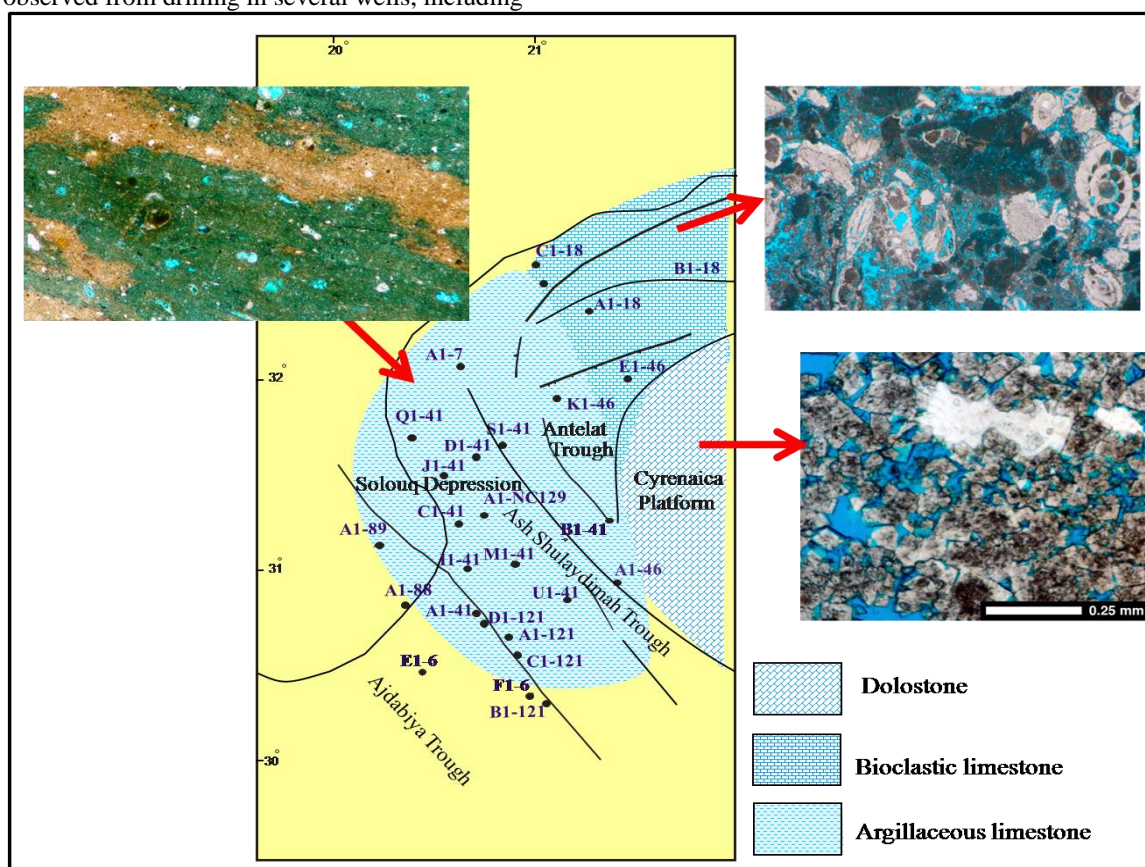 observed from drilling in several wells, including
20°
21°
C1-18
B1-18
A1-18
A1-7
32
E1-46
K1-46
Q1-41
S1-41
Antelat
Trough
D1-41
J1-41
Solouq Depression
Cyrenaica
Platform
A1-NC129
C1-41
B1-41
A1-89
Ash Shulaydimah Trough
31
I1-41
M1-41
A1-46
A1-88
U1-41
A1-41
D1-121
A1-121
C1-121
E1-6
F1-6
B1-121
Ajdabiya Trough
30
0.25 mm
Dolostone
Bioclastic limestone
Argillaceous limestone